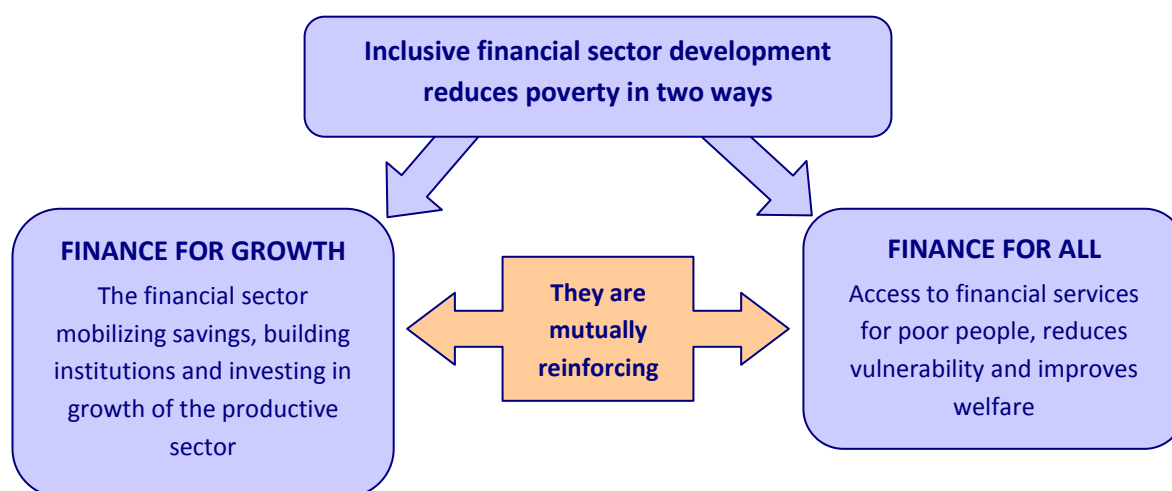 Inclusive financial sector development
reduces poverty in two ways
FINANCE FOR GROWTH
The financial sector
mobilizing savings, building
institutions and investing in
growth of the productive
sector
They are
mutually
reinforcing
FINANCE FOR ALL
Access to financial services
for poor people, reduces
vulnerability and improves
welfare